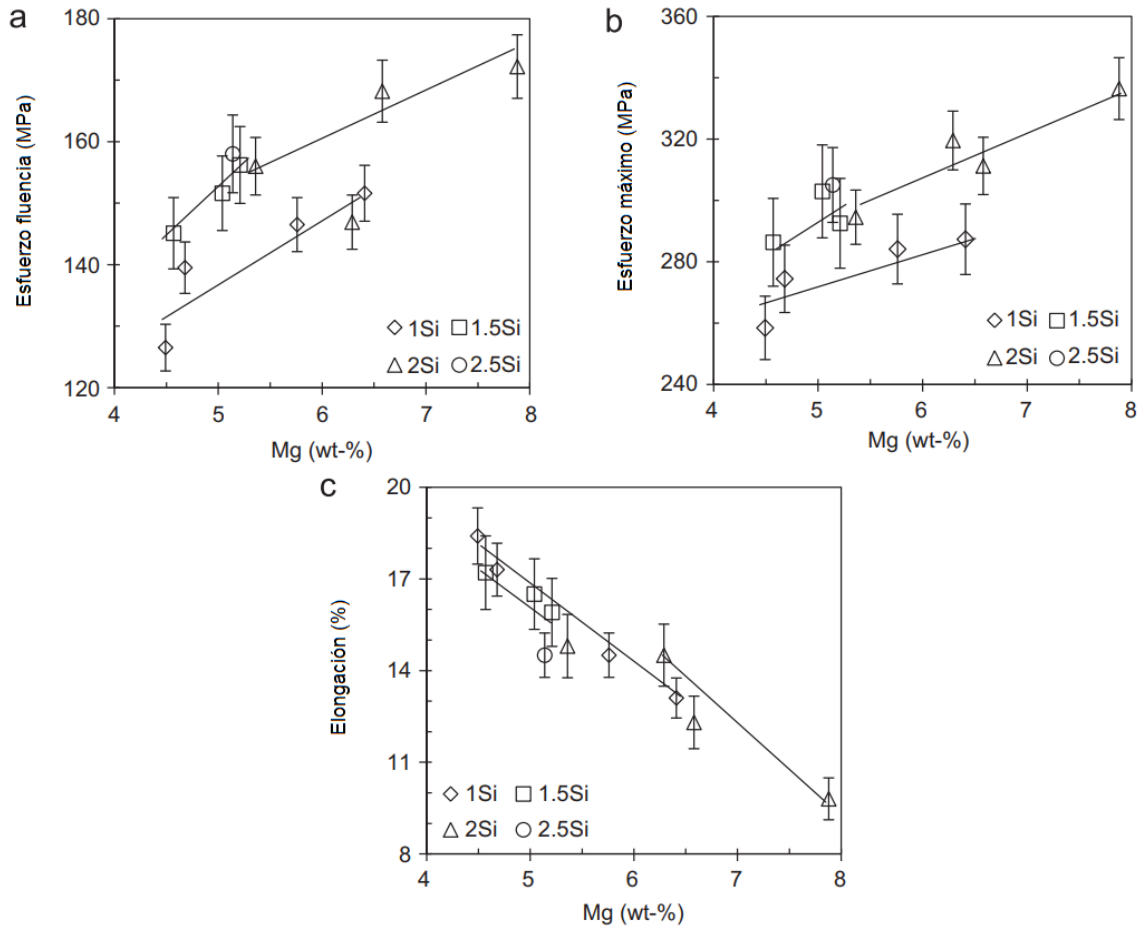 a
Esfuerzo fluencia (MPa)
180
160
140
120
4 5 6 7 8
Mg (wt-%)
1Si 1.5Si
2Si 2.5Si
b
Esfuerzo máximo (MPa)
360
320
280
240
4 5 6 7 8
Mg (wt-%)
1Si 1.5Si
2Si 2.5Si
c
Elongación (%)
20
17
14
11
8
4 5 6 7 8
Mg (wt-%)
1Si 1.5Si
2Si 2.5Si